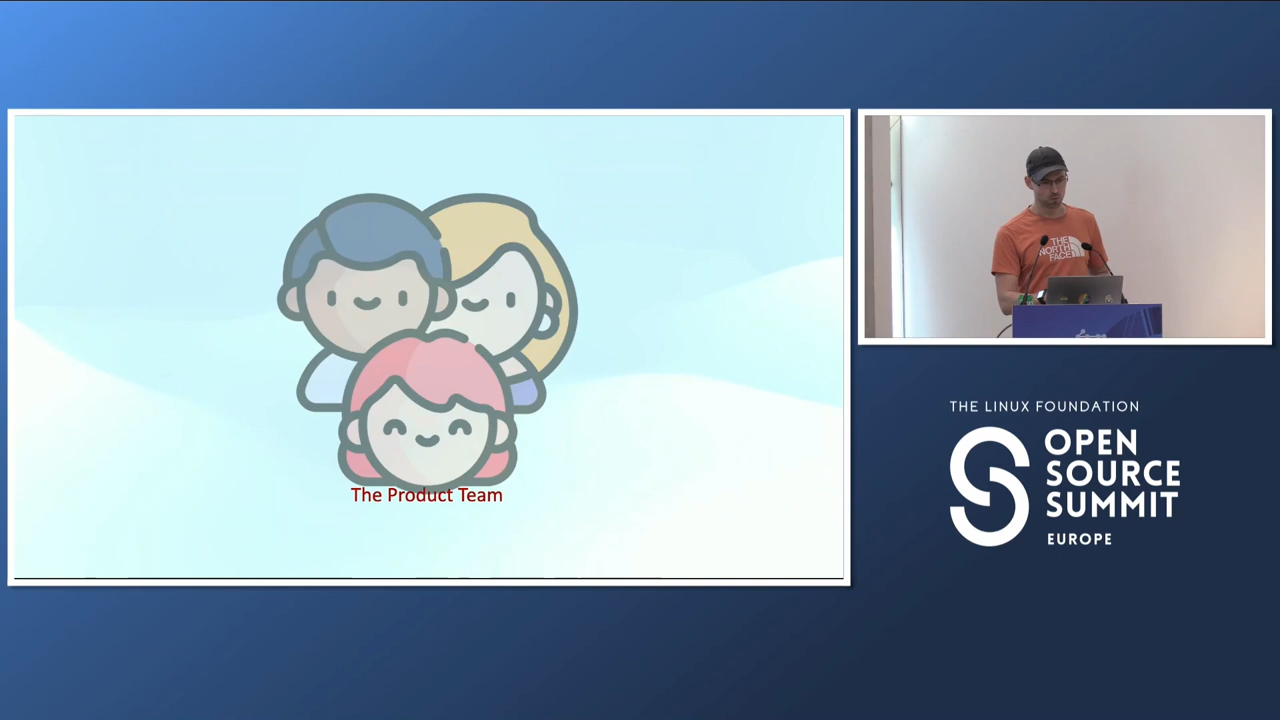 The Product Team
THE
NORTH
FACE
THE LINUX FOUNDATION
OPEN
SOURCE
SUMMIT
EUROPE